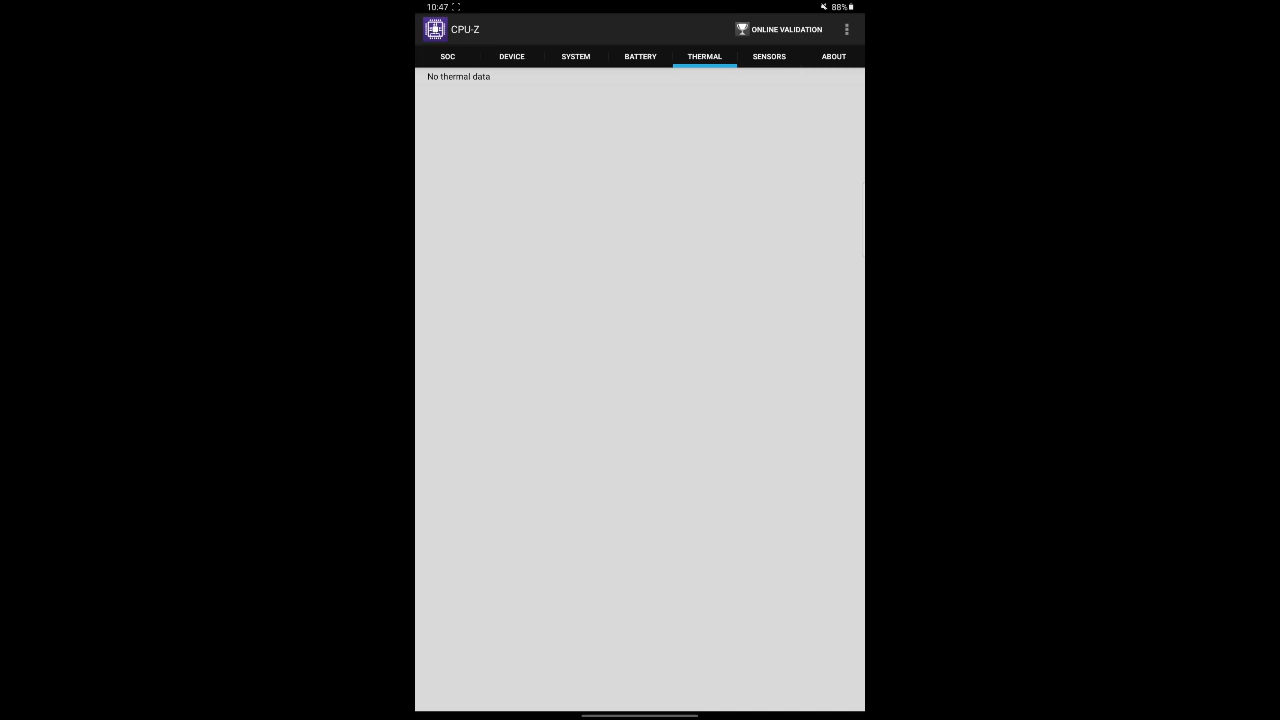 10:47 88%
CPU-Z ONLINE VALIDATION
SOC DEVICE SYSTEM BATTERY THERMAL SENSORS ABOUT
No thermal data